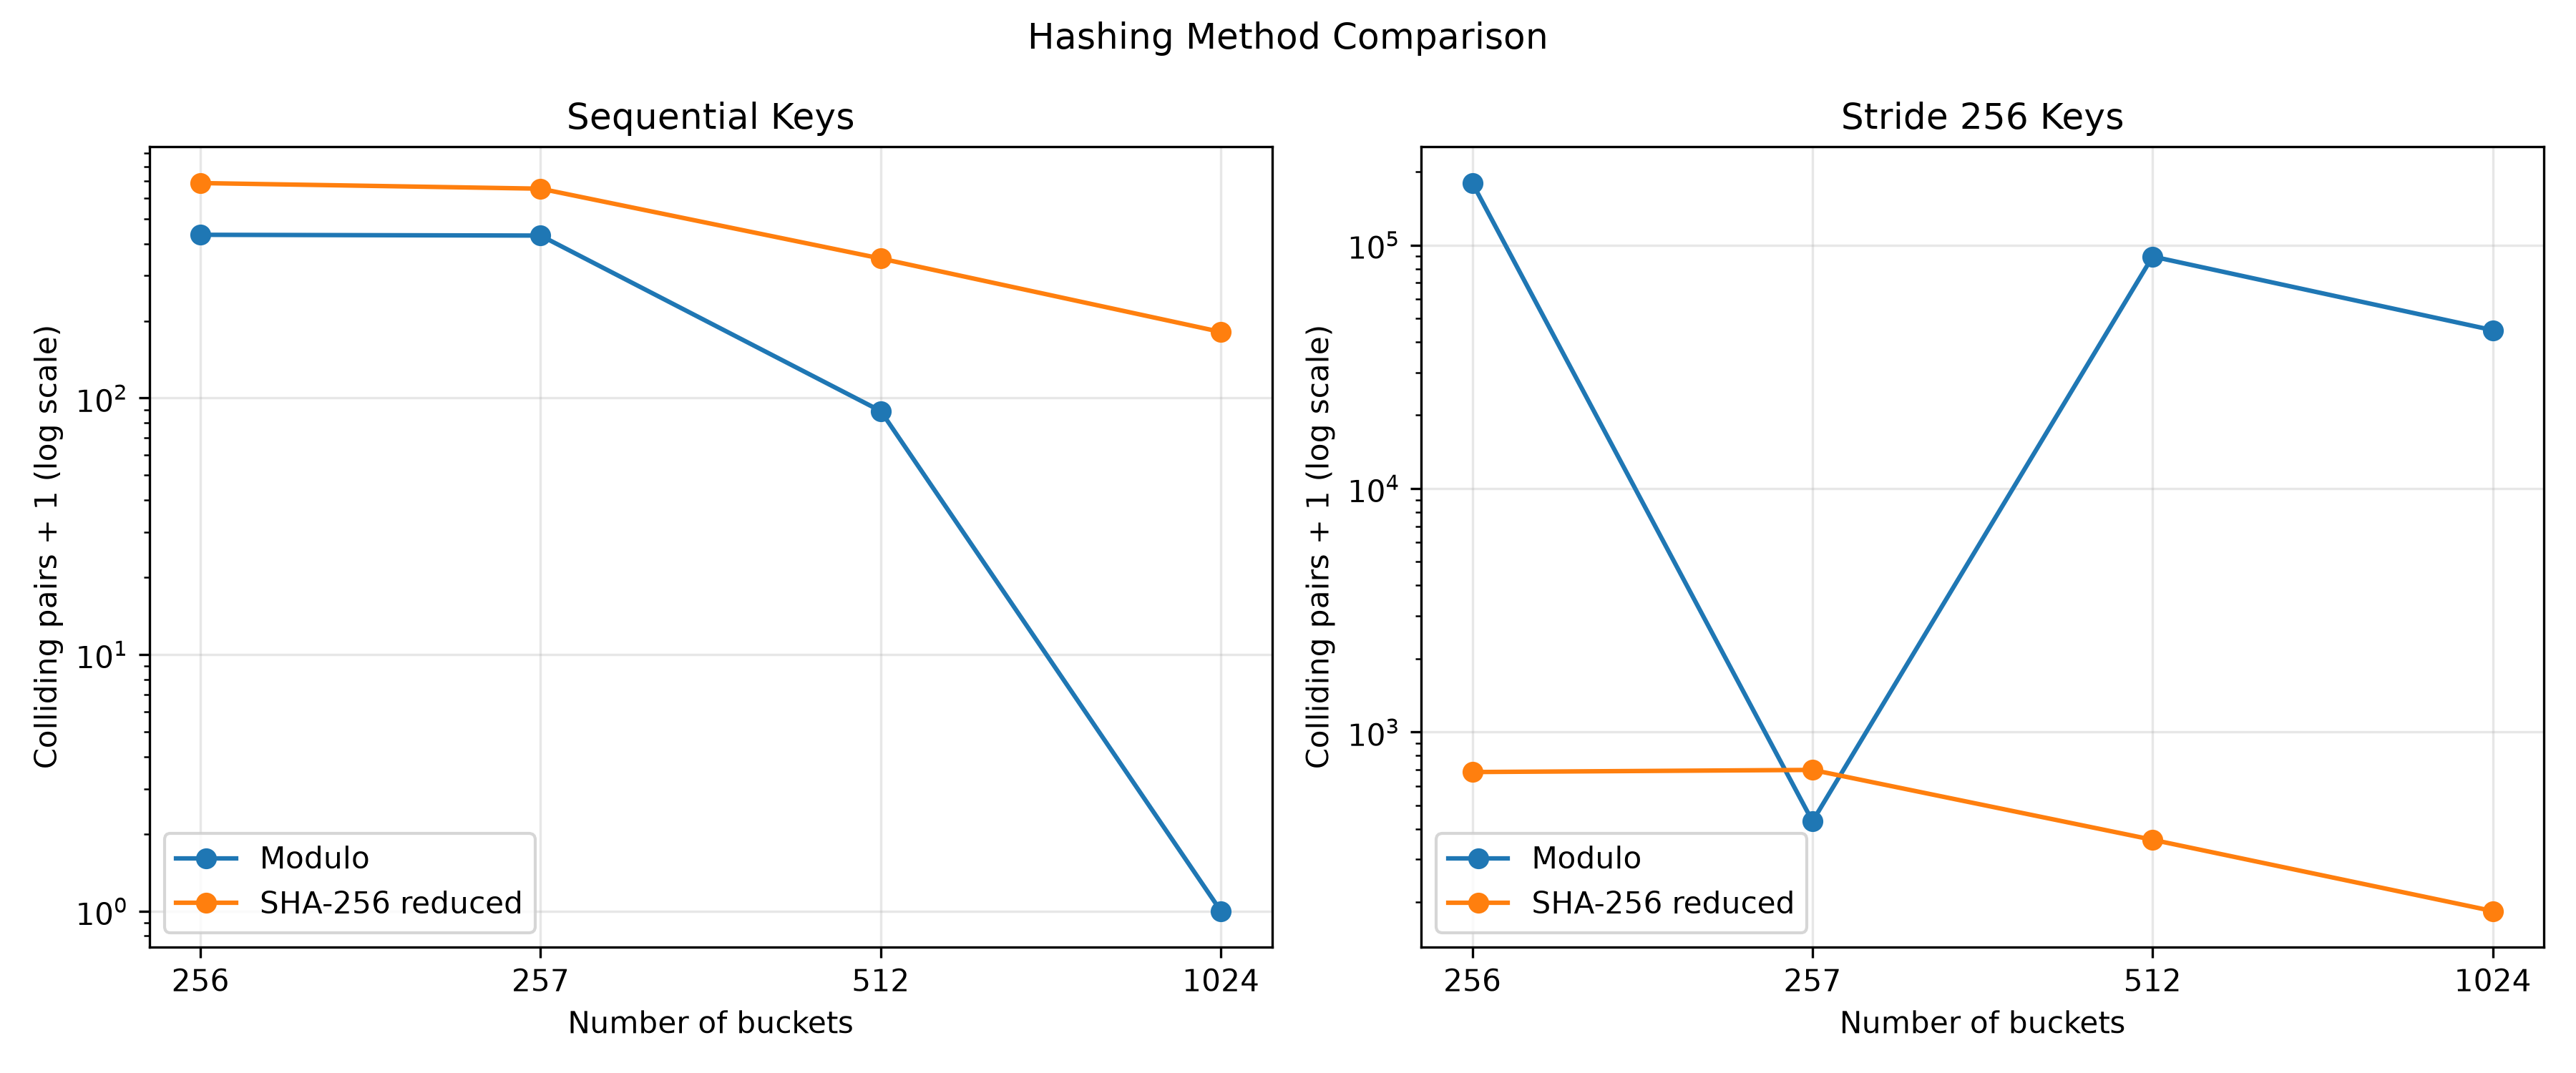 Hashing Method Comparison
Sequential Keys
Colliding pairs + 1 (log scale)
10²
10¹
10⁰
Modulo
SHA-256 reduced
256 257 512 1024
Number of buckets
Stride 256 Keys
Colliding pairs + 1 (log scale)
10⁵
10⁴
10³
Modulo
SHA-256 reduced
256 257 512 1024
Number of buckets